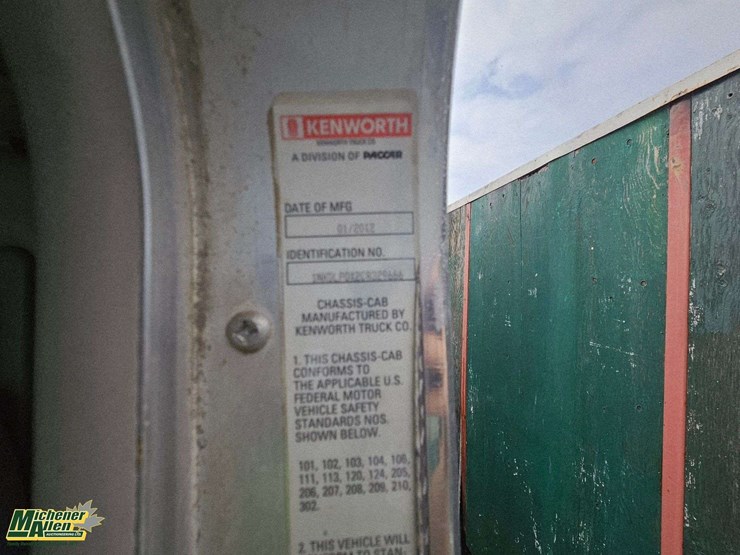 KENWORTH
A DIVISION OF PACCAR
DATE OF MFG
01/2012
IDENTIFICATION NO.
CHASSIS-CAB
MANUFACTURED BY
KENWORTH TRUCK CO.
1. THIS CHASSIS-CAB
CONFORMS TO
THE APPLICABLE U.S.
FEDERAL MOTOR
VEHICLE SAFETY
STANDARDS NOS.
SHOWN BELOW.
101, 102, 103, 104, 106,
111, 113, 120, 124, 205,
206, 207, 208, 209, 210,
302.
2. THIS VEHICLE WILL
Michener
Allen
AUCTIONEERING LTD.